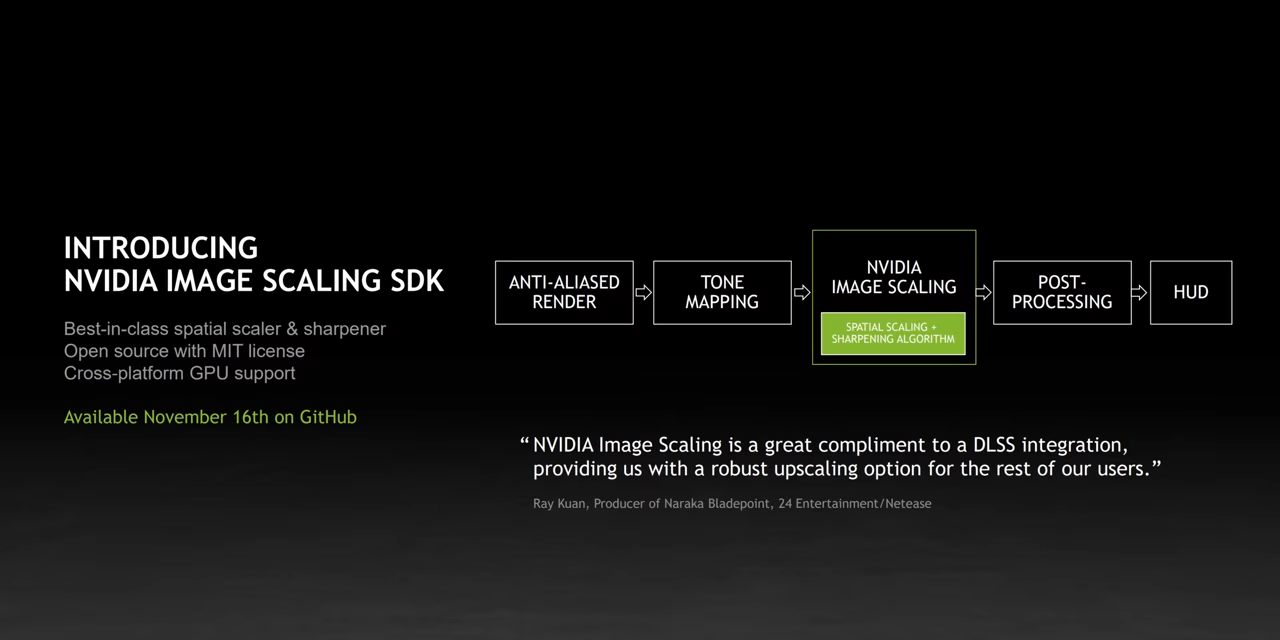 INTRODUCING
NVIDIA IMAGE SCALING SDK
Best-in-class spatial scaler & sharpener
Open source with MIT license
Cross-platform GPU support
Available November 16th on GitHub
ANTI-ALIASED
RENDER
TONE
MAPPING
NVIDIA
IMAGE SCALING
SPATIAL SCALING +
SHARPENING ALGORITHM
POST-
PROCESSING
HUD
“ NVIDIA Image Scaling is a great compliment to a DLSS integration,
providing us with a robust upscaling option for the rest of our users.”
Ray Kuan, Producer of Naraka Bladepoint, 24 Entertainment/Netease